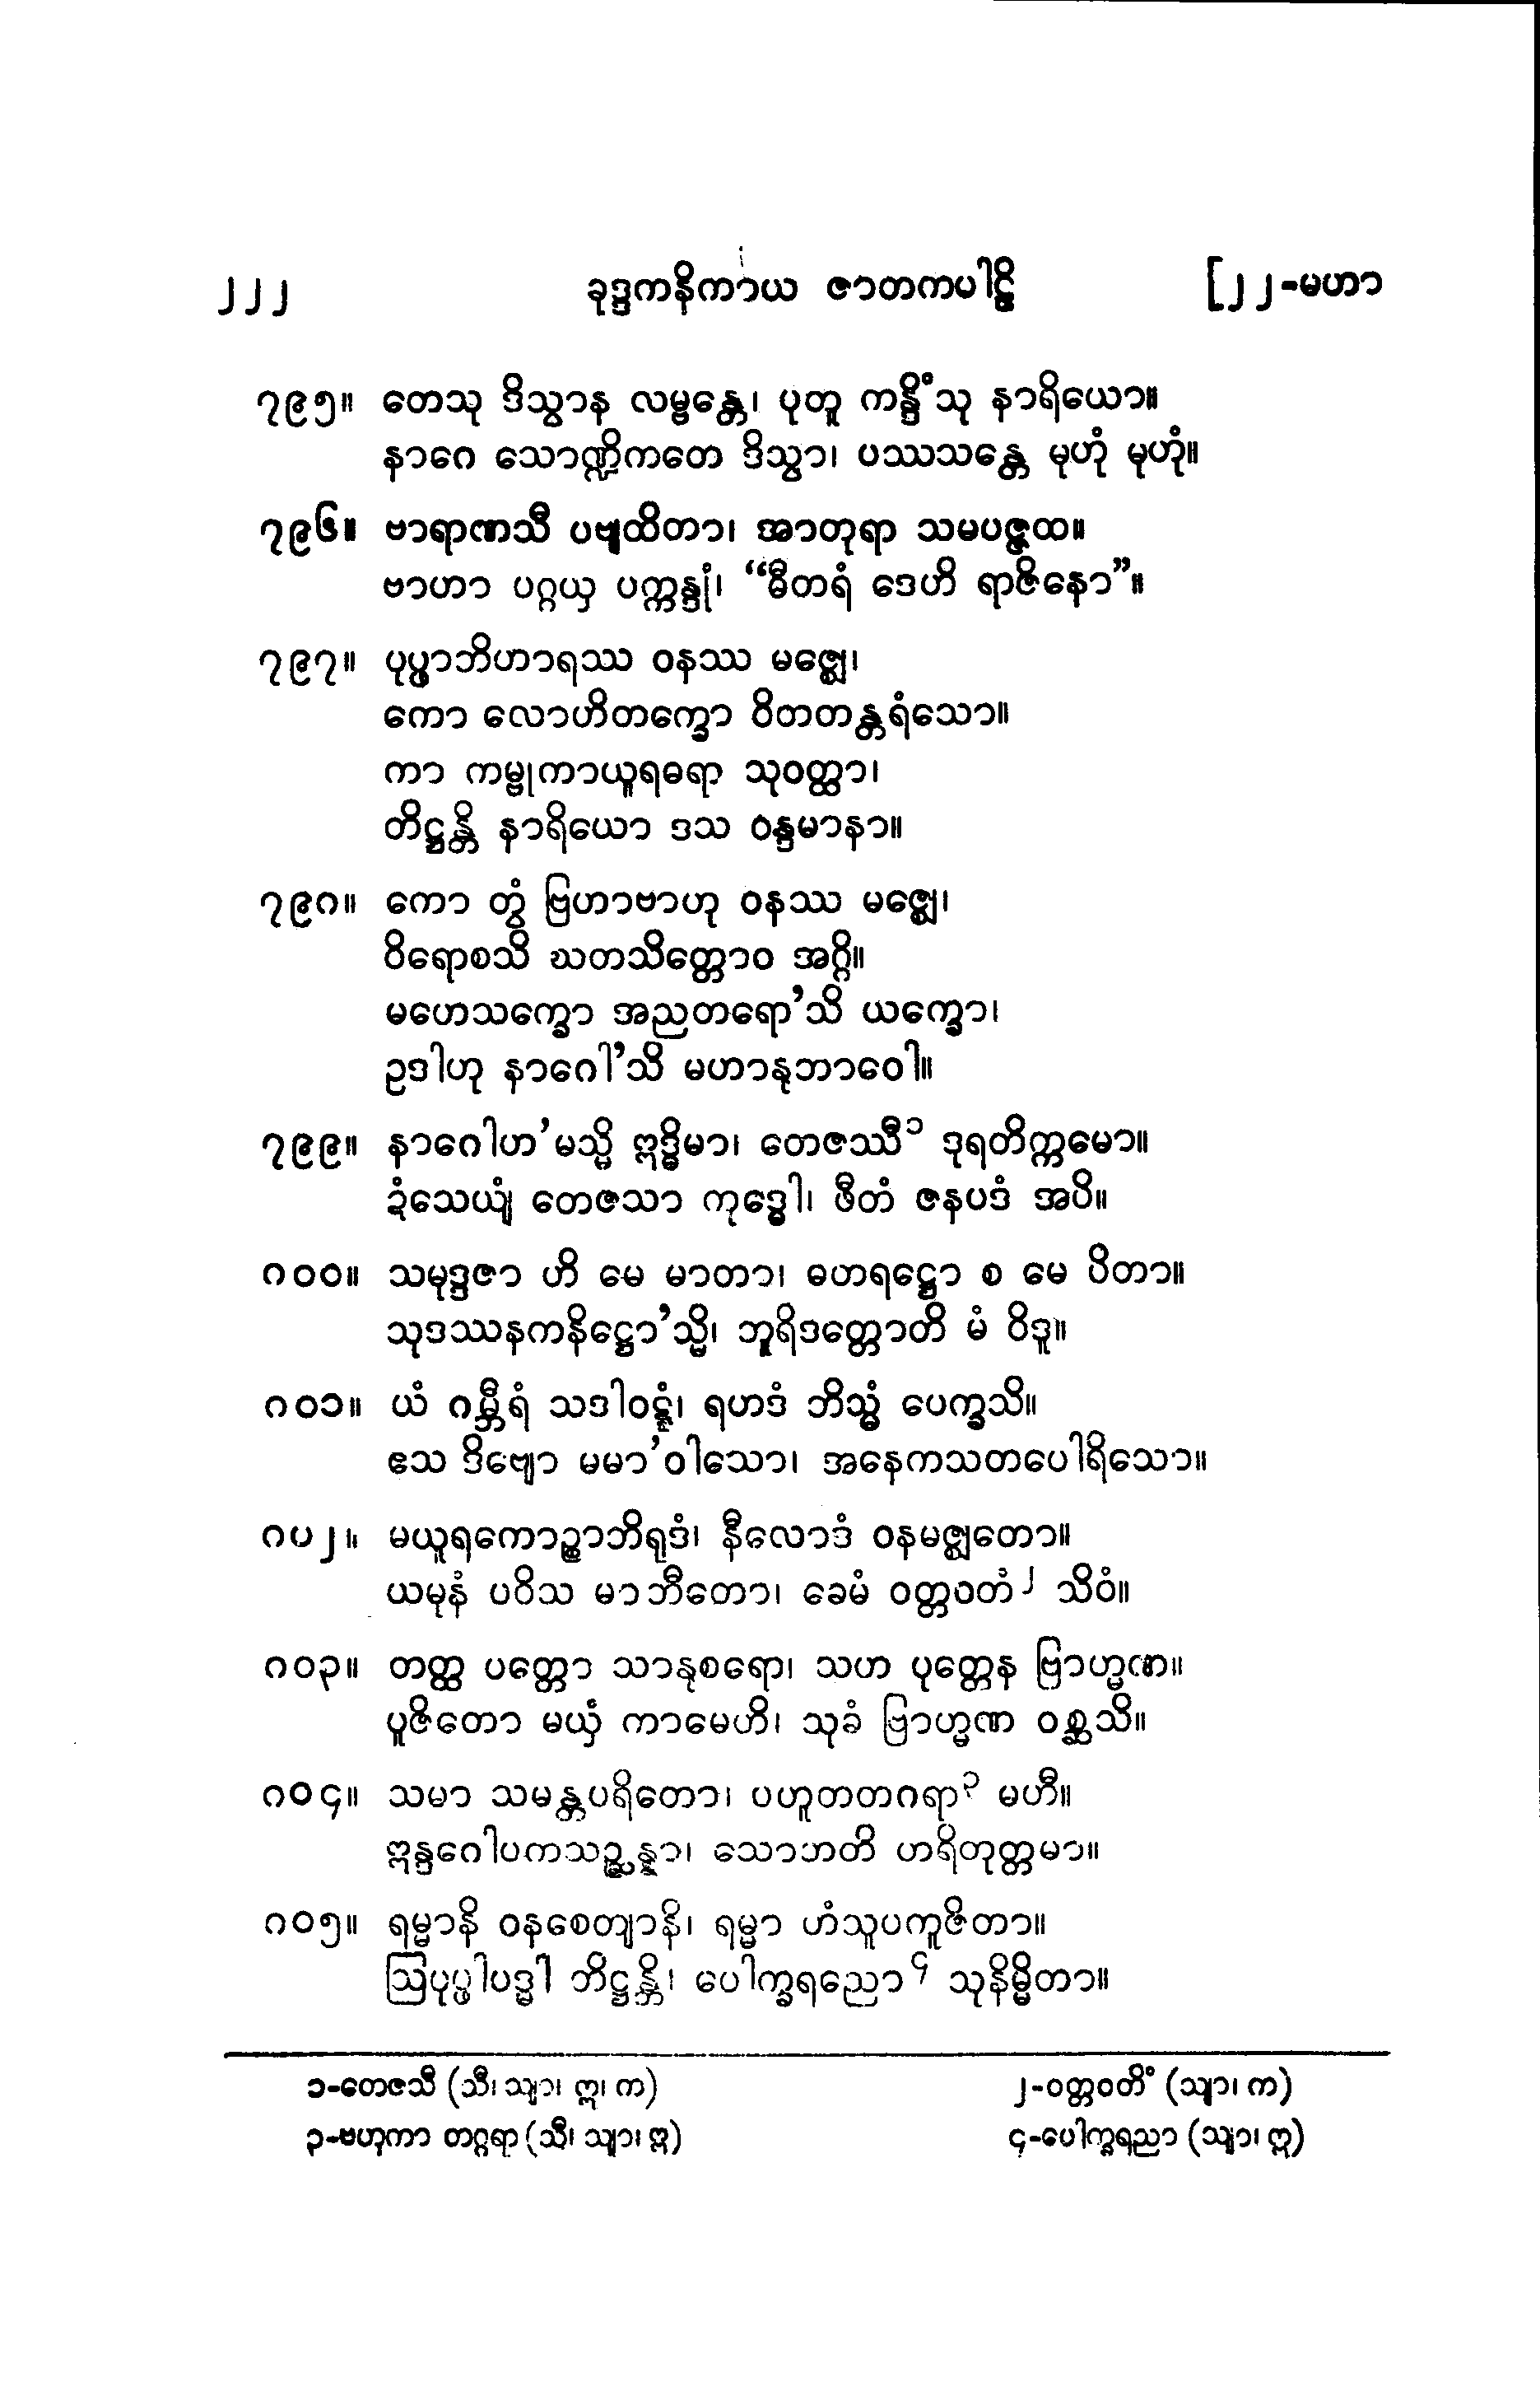 ၂၂၂ ခုဒ္ဒကနိကာယ ဇာတကပါဠိ [၂၂-မဟာ
၇၉၅။ တေသု ဒိသွာန လမ္ဗန္တေ၊ ပုတူ ကန္ဒိံသု နာရိယော။
နာဂေ သောဏ္ဍိကတေ ဒိသွာ၊ ပဿသန္တေ မုဟုံ မုဟုံ။
၇၉၆။ ဗာရာဏသီ ပဗျထိတာ၊ အာတုရာ သမပဇ္ဇထ။
ဗာဟာ ပဂ္ဂယှ ပက္ကန္ဒုံ၊ “ဓီတရံ ဒေဟိ ရာဇိနော”။
၇၉၇။ ပုပ္ဖာဘိဟာရဿ ဝနဿ မဇ္ဈေ၊
ကော လောဟိတက္ခော ဝိတတန္တရံသော။
ကာ ကမ္ဗုကာယူရဓရာ သုဝတ္ထာ၊
တိဋ္ဌန္တိ နာရိယော ဒသ ဝန္ဒမာနာ။
၇၉၈။ ကော တွံ ဗြဟာဗာဟု ဝနဿ မဇ္ဈေ၊
ဝိရောစသိ ဃတသိတ္တောဝ အဂ္ဂိ။
မဟေသက္ခော အညတရော’သိ ယက္ခော၊
ဥဒါဟု နာဂေါ’သိ မဟာနုဘာဝေါ။
၇၉၉။ နာဂေါဟ’မသ္မိ ဣဒ္ဓိမာ၊ တေဇဿီ၁ ဒုရတိက္ကမော။
ဍံသေယျံ တေဇသာ ကုဒ္ဓေါ၊ ဖီတံ ဇနပဒံ အပိ။
၈၀၀။ သမုဒ္ဒဇာ ဟိ မေ မာတာ၊ ဓတရဋ္ဌော စ မေ ပိတာ။
သုဒဿနကနိဋ္ဌော’သ္မိ၊ ဘူရိဒတ္တောတိ မံ ဝိဒူ။
၈၀၁။ ယံ ဂမ္ဘီရံ သဒါဝဋ္ဋံ၊ ရဟဒံ ဘိသ္မံ ပေက္ခသိ။
ဧသ ဒိဗျော မမာ’ဝါသော၊ အနေကသတပေါရိသော။
၈၀၂။ မယူရကောဉ္စာဘိရုဒံ၊ နီလောဒံ ဝနမဇ္ဈတော။
ယမုနံ ပဝိသ မာဘီတော၊ ခေမံ ဝတ္တဝတံ၂ သိဝံ။
၈၀၃။ တတ္ထ ပတ္တော သာနုစရော၊ သဟ ပုတ္တေန ဗြာဟ္မဏ။
ပူဇိတော မယှံ ကာမေဟိ၊ သုခံ ဗြာဟ္မဏ ဝစ္ဆသိ။
၈၀၄။ သမာ သမန္တပရိတော၊ ပဟူတတဂရာ၃ မဟီ။
ဣန္ဒဂေါပကသဉ္ဆန္နာ၊ သောဘတိ ဟရိတုတ္တမာ။
၈၀၅။ ရမ္မာနိ ဝနစေတျာနိ၊ ရမ္မာ ဟံသူပကူဇိတာ။
ဩပုပ္ဖါပဒ္မါ တိဋ္ဌန္တိ၊ ပေါက္ခရညော၄ သုနိမ္မိတာ။
၁-တေဇသီ (သီ၊ သျာ၊ ဣ၊ က) ၂-ဝတ္တဝတိံ (သျာ၊ က)
၃-ဗဟုကာ တဂ္ဂရာ (သီ၊ သျာ၊ ဣ) ၄-ပေါက္ခရညာ (သျာ၊ ဣ)